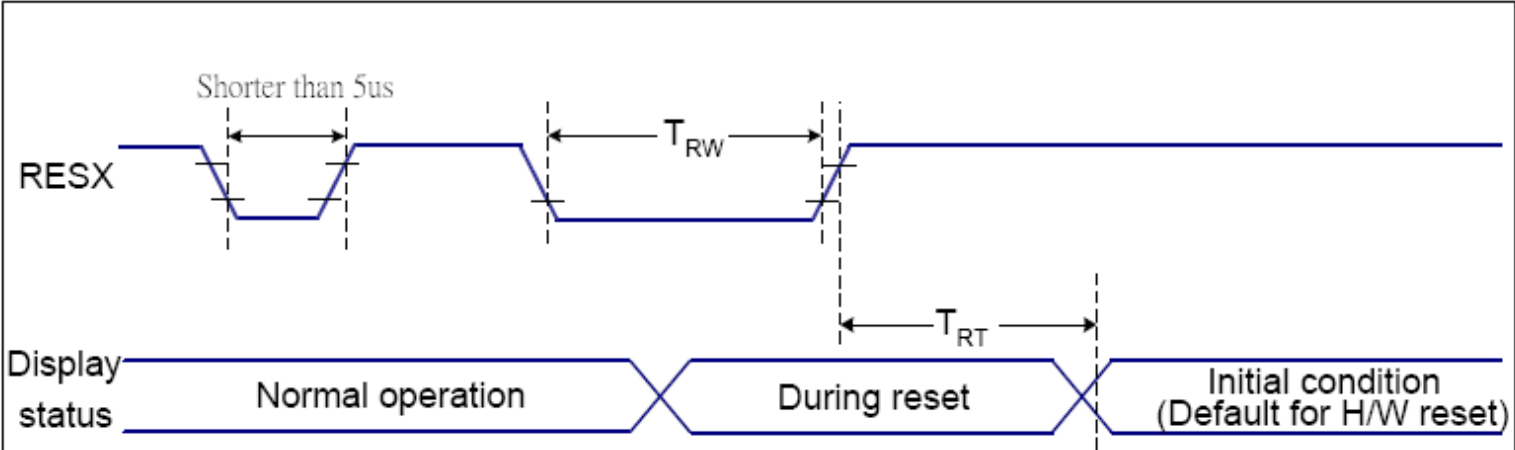 Shorter than 5us
RESX
TRW
TRT
Display
status
Normal operation
During reset
Initial condition
(Default for H/W reset)